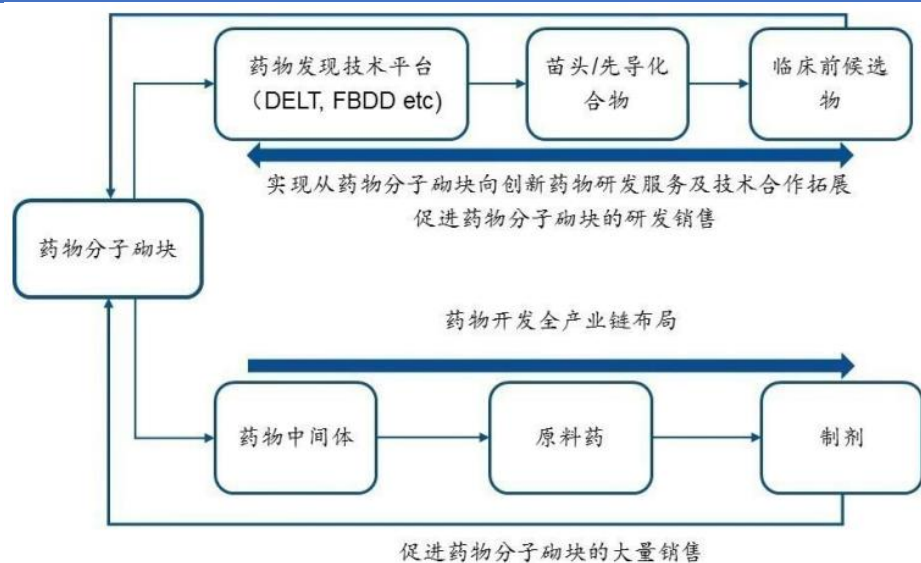 药物发现技术平台
（DELT, FBDD etc)
苗头/先导化
合物
临床前候选
物
实现从药物分子砌块向创新药物研发服务及技术合作拓展
促进药物分子砌块的研发销售
药物分子砌块
药物开发全产业链布局
药物中间体
原料药
制剂
促进药物分子砌块的大量销售